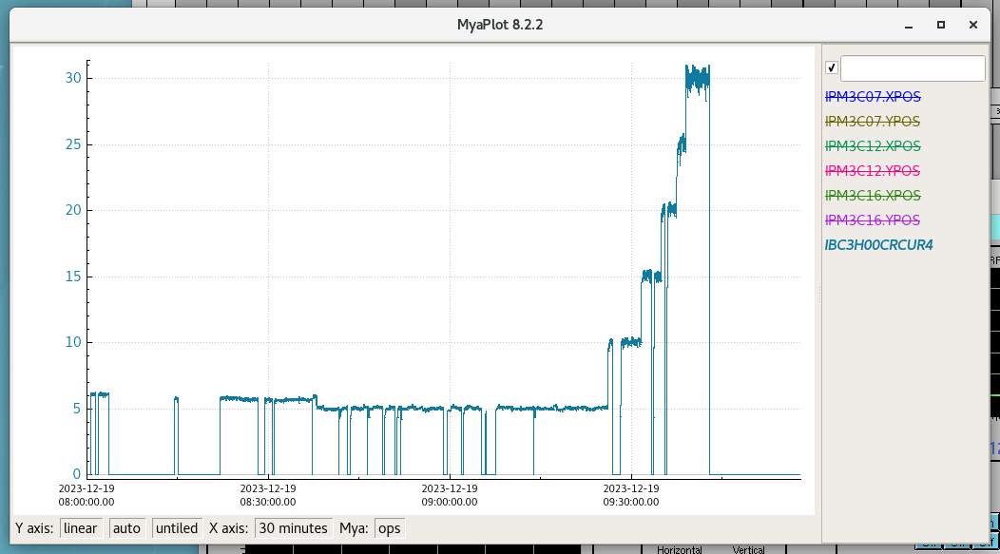 MyaPlot 8.2.2
30
25
20
15
10
5
0
2023-12-19 2023-12-19 2023-12-19 2023-12-19
08:00:00.00 08:30:00.00 09:00:00.00 09:30:00.00
IPM3C07.XPOS
IPM3C07.YPOS
IPM3C12.XPOS
IPM3C12.YPOS
IPM3C16.XPOS
IPM3C16.YPOS
IBC3H00CRCUR4
Y axis: linear auto untiled X axis: 30 minutes Mya: ops
Horizontal Vertical